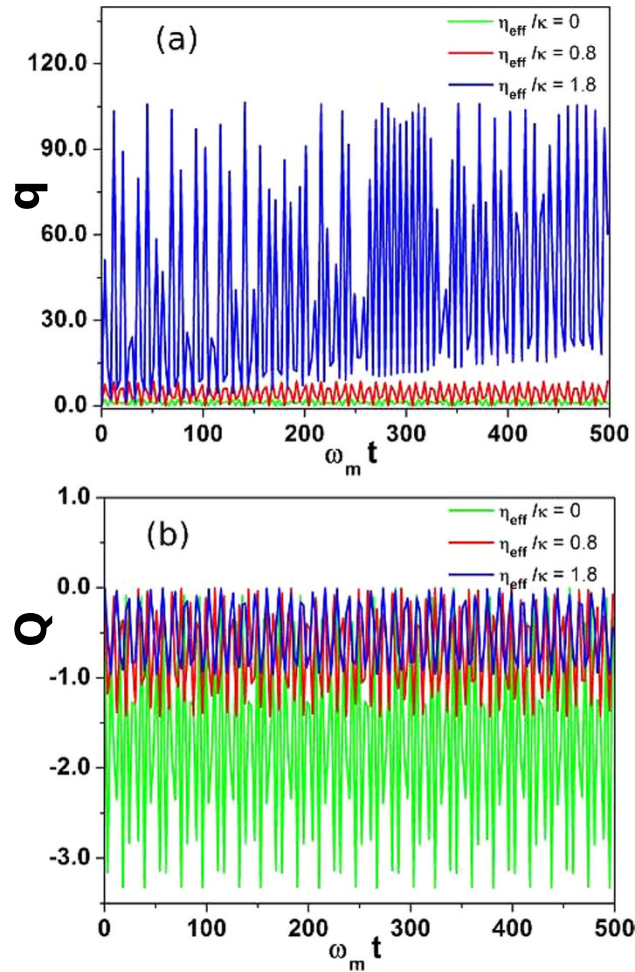 (a)
η_eff /κ = 0
η_eff /κ = 0.8
η_eff /κ = 1.8
120.0
90.0
60.0
30.0
0.0
q
0 100 200 300 400 500
ω_m t
(b)
η_eff /κ = 0
η_eff /κ = 0.8
η_eff /κ = 1.8
1.0
0.0
-1.0
-2.0
-3.0
Q
0 100 200 300 400 500
ω_m t